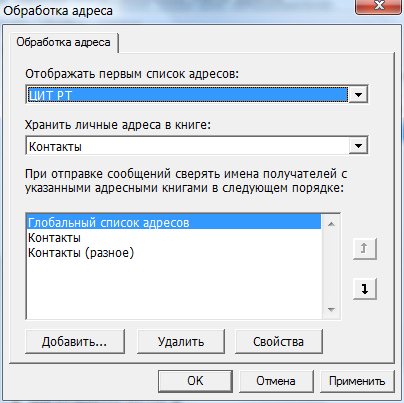 Обработка адреса
Обработка адреса
Отображать первым список адресов:
ЦИТ РТ
Хранить личные адреса в книге:
Контакты
При отправке сообщений сверять имена получателей с
указанными адресными книгами в следующем порядке:
Глобальный список адресов
Контакты
Контакты (разное)
Добавить...
Удалить
Свойства
OK
Отмена
Применить